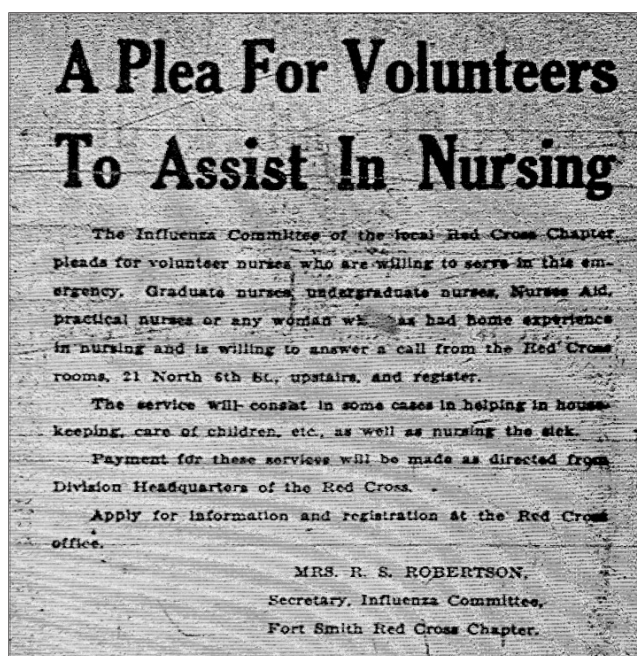 A Plea For Volunteers
To Assist In Nursing
The Influenza Committee of the local Red Cross Chapter
pleads for volunteer nurses who are willing to serve in this em-
ergency. Graduate nurses, undergraduate nurses, Nurses Aid,
practical nurses or any woman as had home experience
in nursing and is willing to answer a call from the Red Cross
rooms, 21 North 6th St., upstairs, and register.
The service will consist in some cases in helping in house-
keeping, care of children, etc., as well as nursing the sick.
Payment for these services will be made as directed from
Division Headquarters of the Red Cross.
Apply for information and registration at the Red Cross
office.
MRS. R. S. ROBERTSON,
Secretary, Influenza Committee,
Fort Smith Red Cross Chapter.